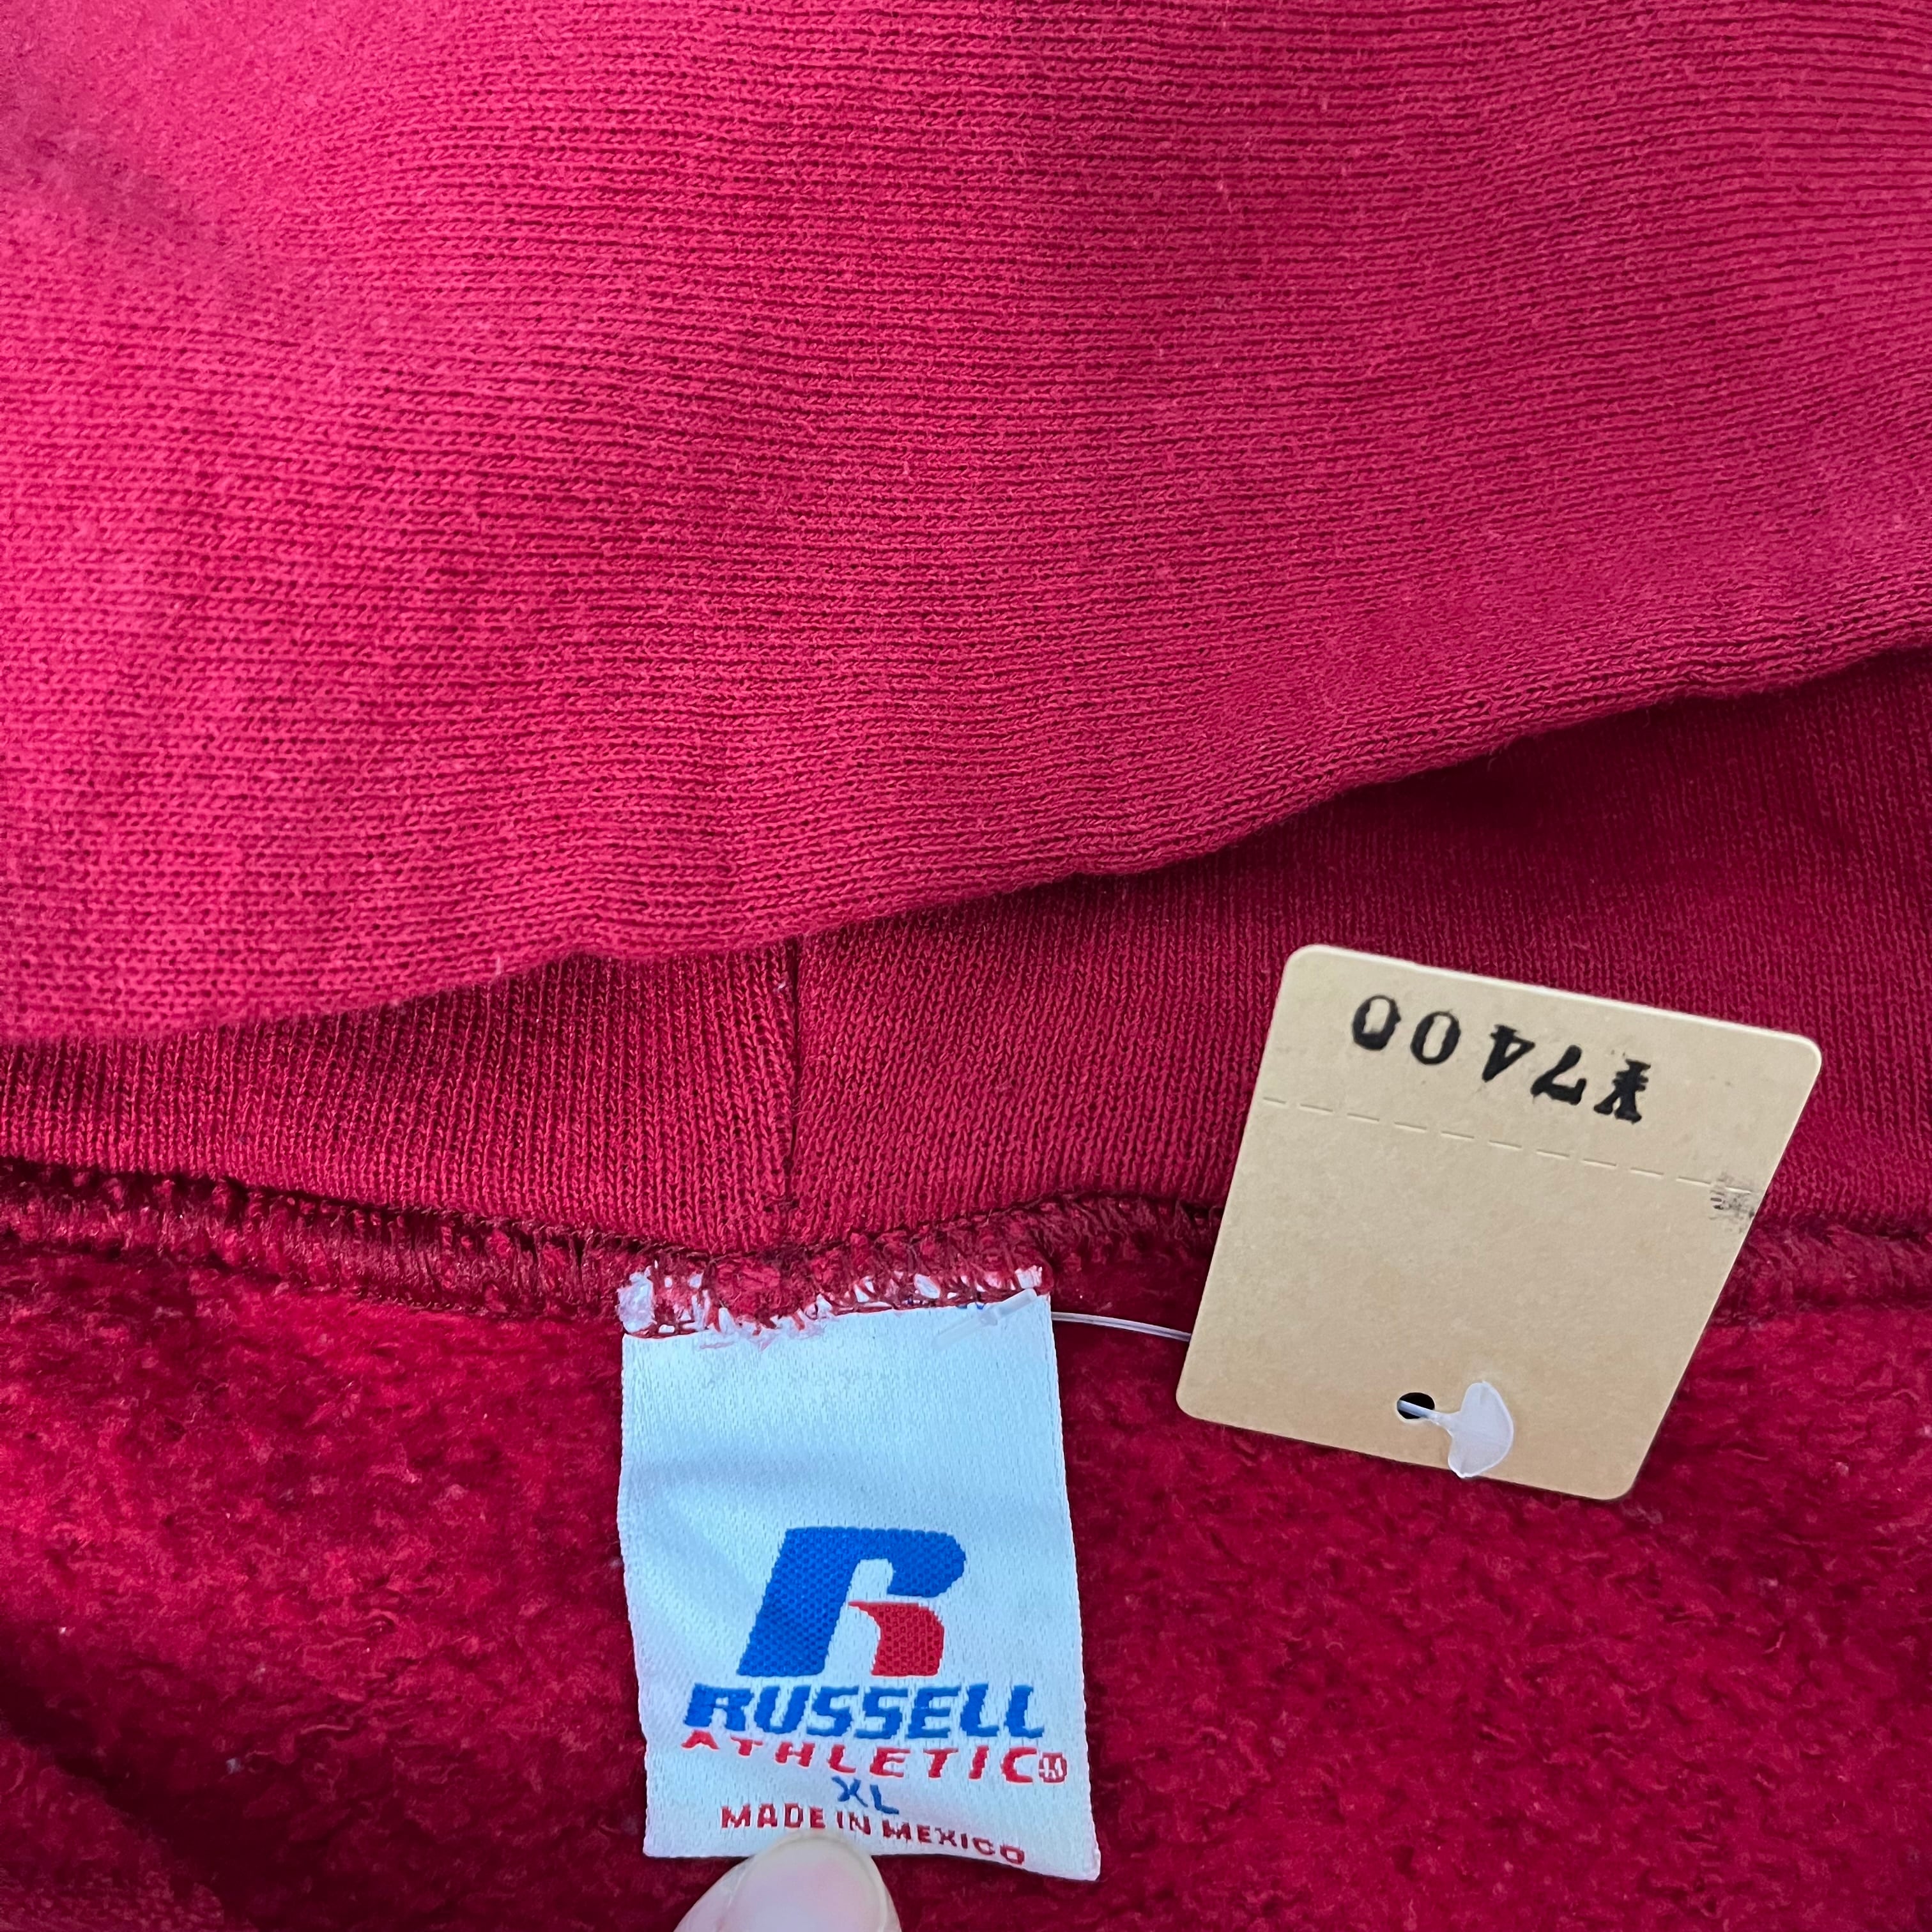 ¥7400
RUSSELL
ATHLETIC
XL
MADE IN MEXICO